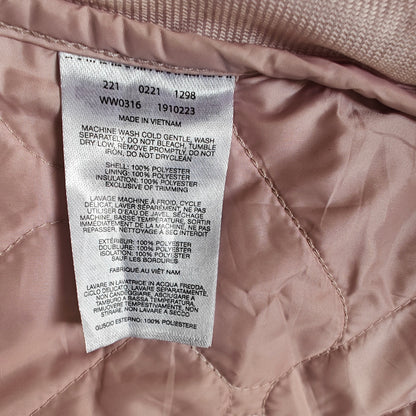 221 0221 1298
WW0316 1910223
MADE IN VIETNAM
MACHINE WASH COLD GENTLE, WASH
SEPARATELY, DO NOT BLEACH, TUMBLE
DRY LOW, REMOVE PROMPTLY, DO NOT
IRON, DO NOT DRYCLEAN
SHELL: 100% POLYESTER
LINING: 100% POLYESTER
INSULATION: 100% POLYESTER
EXCLUSIVE OF TRIMMING
LAVAGE MACHINE À FROID, CYCLE
DÉLICAT, LAVER SÉPARÉMENT, NE PAS
UTILISER D'EAU DE JAVEL, SÉCHAGE
MACHINE, BASSE TEMPÉRATURE, SORTIR
IMMÉDIATEMENT DE LA MACHINE,
NE PAS REPASSER, NETTOYAGE À SEC INTERDIT
EXTÉRIEUR: 100% POLYESTER
DOUBLURE: 100% POLYESTER
ISOLATION: 100% POLYESTER
SAUF LES BORDURLS
FABRIQUÉ AU VIÊT NAM
LAVARE IN LAVATRICE IN ACQUA FREDDA,
CICLO DELICATO, LAVARE SEPARATAMENTE,
NON CANDEGGIARE, ASCIUGARE A
TAMBURO A BASSA TEMPERATURA,
RIMUOVERE TEMPESTIVAMENTE, NON
STIRARE, NON LAVARE A SECCO
GUSCIO ESTERNO: 100% POLIESTERE